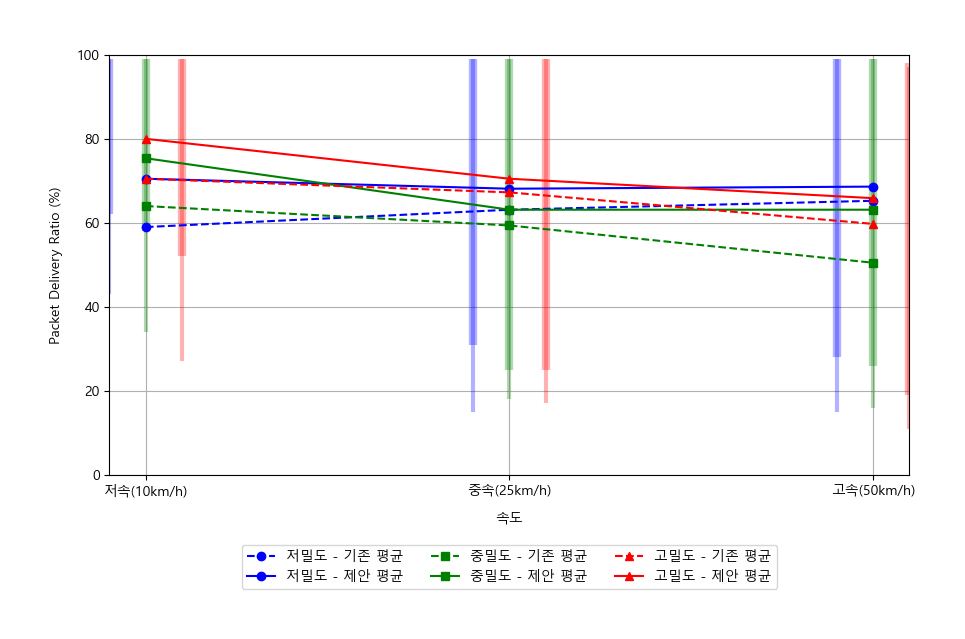 100
80
60
40
20
0
Packet Delivery Ratio (%)
저속(10km/h) 중속(25km/h) 고속(50km/h)
속도
저밀도 - 기존 평균 중밀도 - 기존 평균 고밀도 - 기존 평균
저밀도 - 제안 평균 중밀도 - 제안 평균 고밀도 - 제안 평균